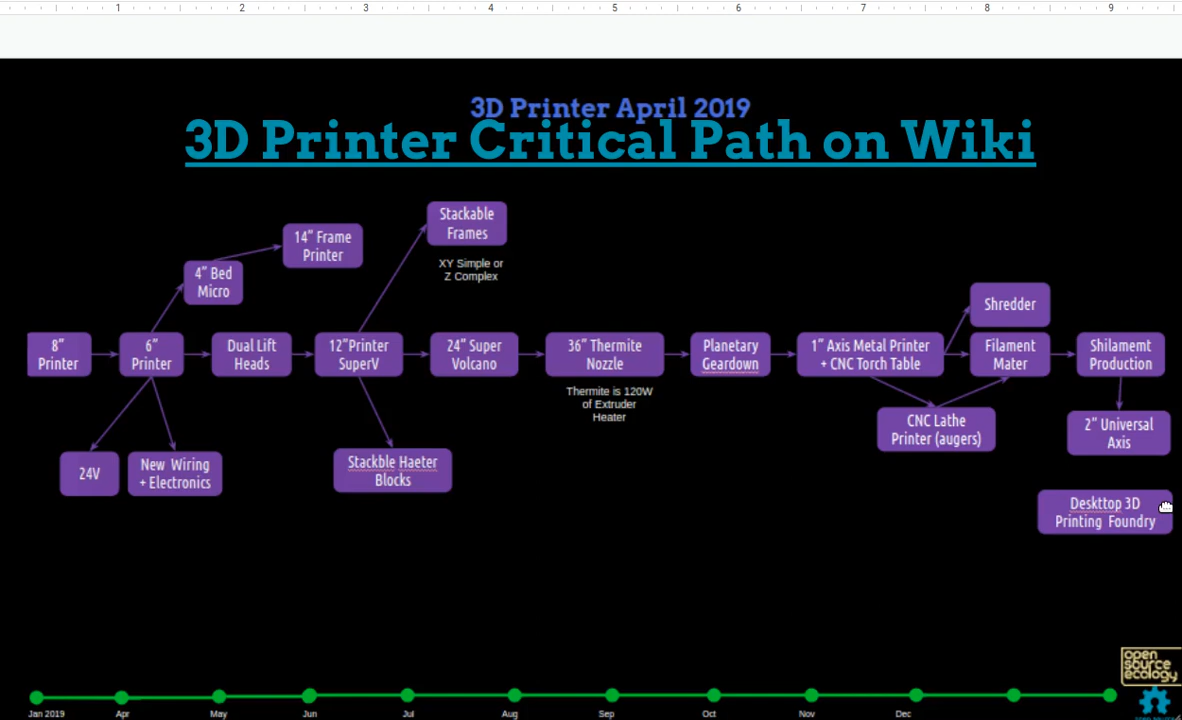 1 2 3 4 5 6 7 8 9
3D Printer April 2019
3D Printer Critical Path on Wiki
Stackable
Frames
XY Simple or
Z Complex
14" Frame
Printer
4" Bed
Micro
Shredder
8"
Printer
6"
Printer
Dual Lift
Heads
12"Printer
SuperV
24" Super
Volcano
36" Thermite
Nozzle
Thermite is 120W
of Extruder
Heater
Planetary
Geardown
1" Axis Metal Printer
+ CNC Torch Table
Filament
Mater
Shilamemt
Production
CNC Lathe
Printer (augers)
2" Universal
Axis
24V
New Wiring
+ Electronics
Stackble Haeter
Blocks
Deskttop 3D
Printing Foundry
open
source
ecology
Jan 2019 Apr May Jun Jul Aug Sep Oct Nov Dec